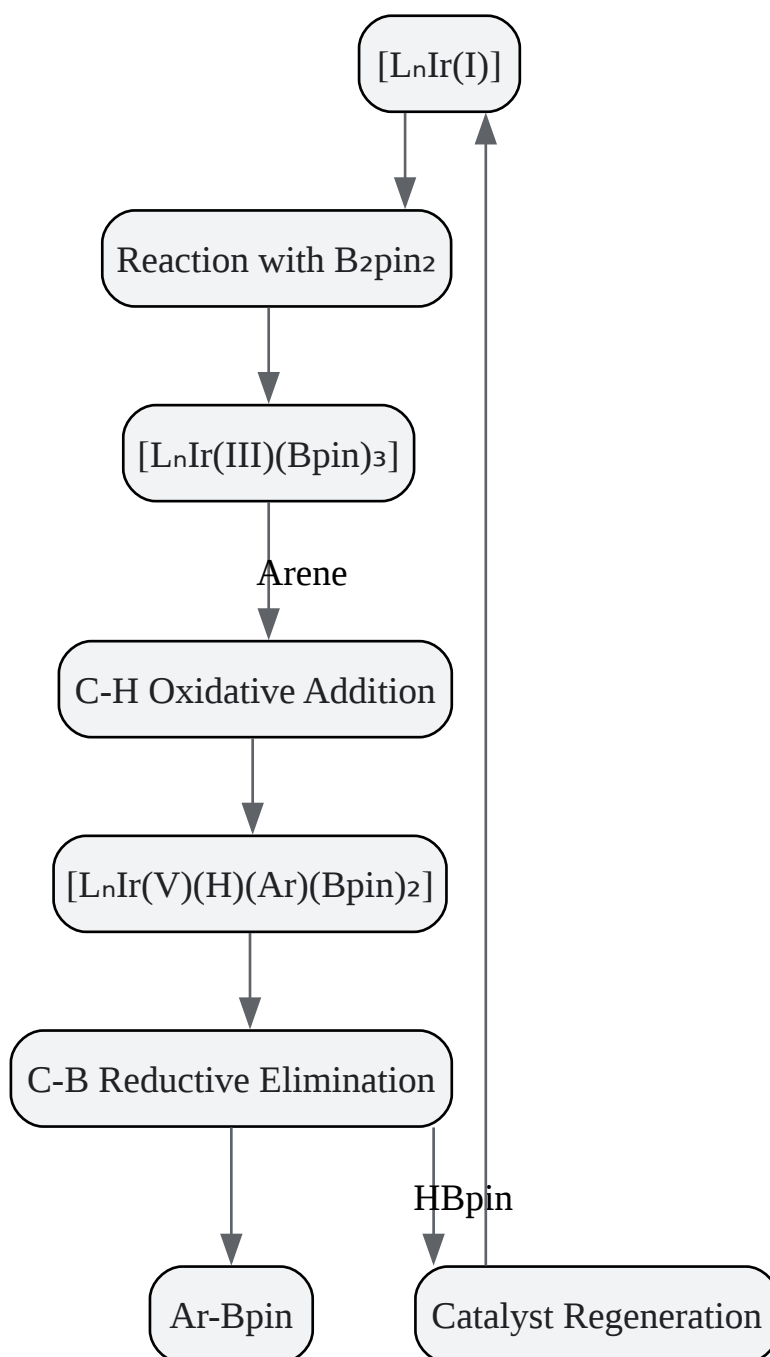 [LₙIr(I)]
Reaction with B₂pin₂
[LₙIr(III)(Bpin)₃]
Arene
C-H Oxidative Addition
[LₙIr(V)(H)(Ar)(Bpin)₂]
C-B Reductive Elimination
HBpin
Ar-Bpin
Catalyst Regeneration